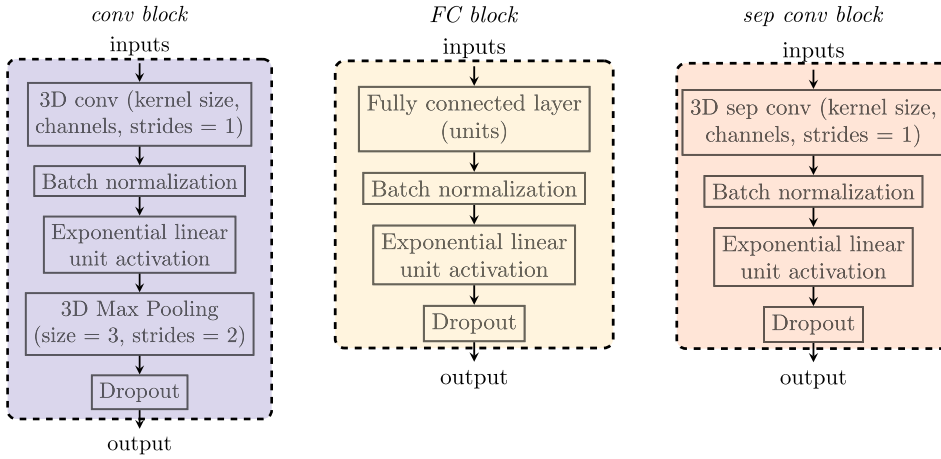 conv block
inputs
3D conv (kernel size,
channels, strides = 1)
Batch normalization
Exponential linear
unit activation
3D Max Pooling
(size = 3, strides = 2)
Dropout
output
FC block
inputs
Fully connected layer
(units)
Batch normalization
Exponential linear
unit activation
Dropout
output
sep conv block
inputs
3D sep conv (kernel size,
channels, strides = 1)
Batch normalization
Exponential linear
unit activation
Dropout
output